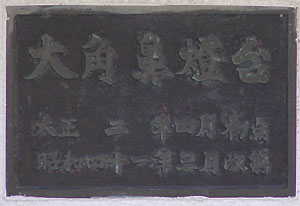 大角鼻燈台
大正二年四月初点
昭和四十一年三月改築